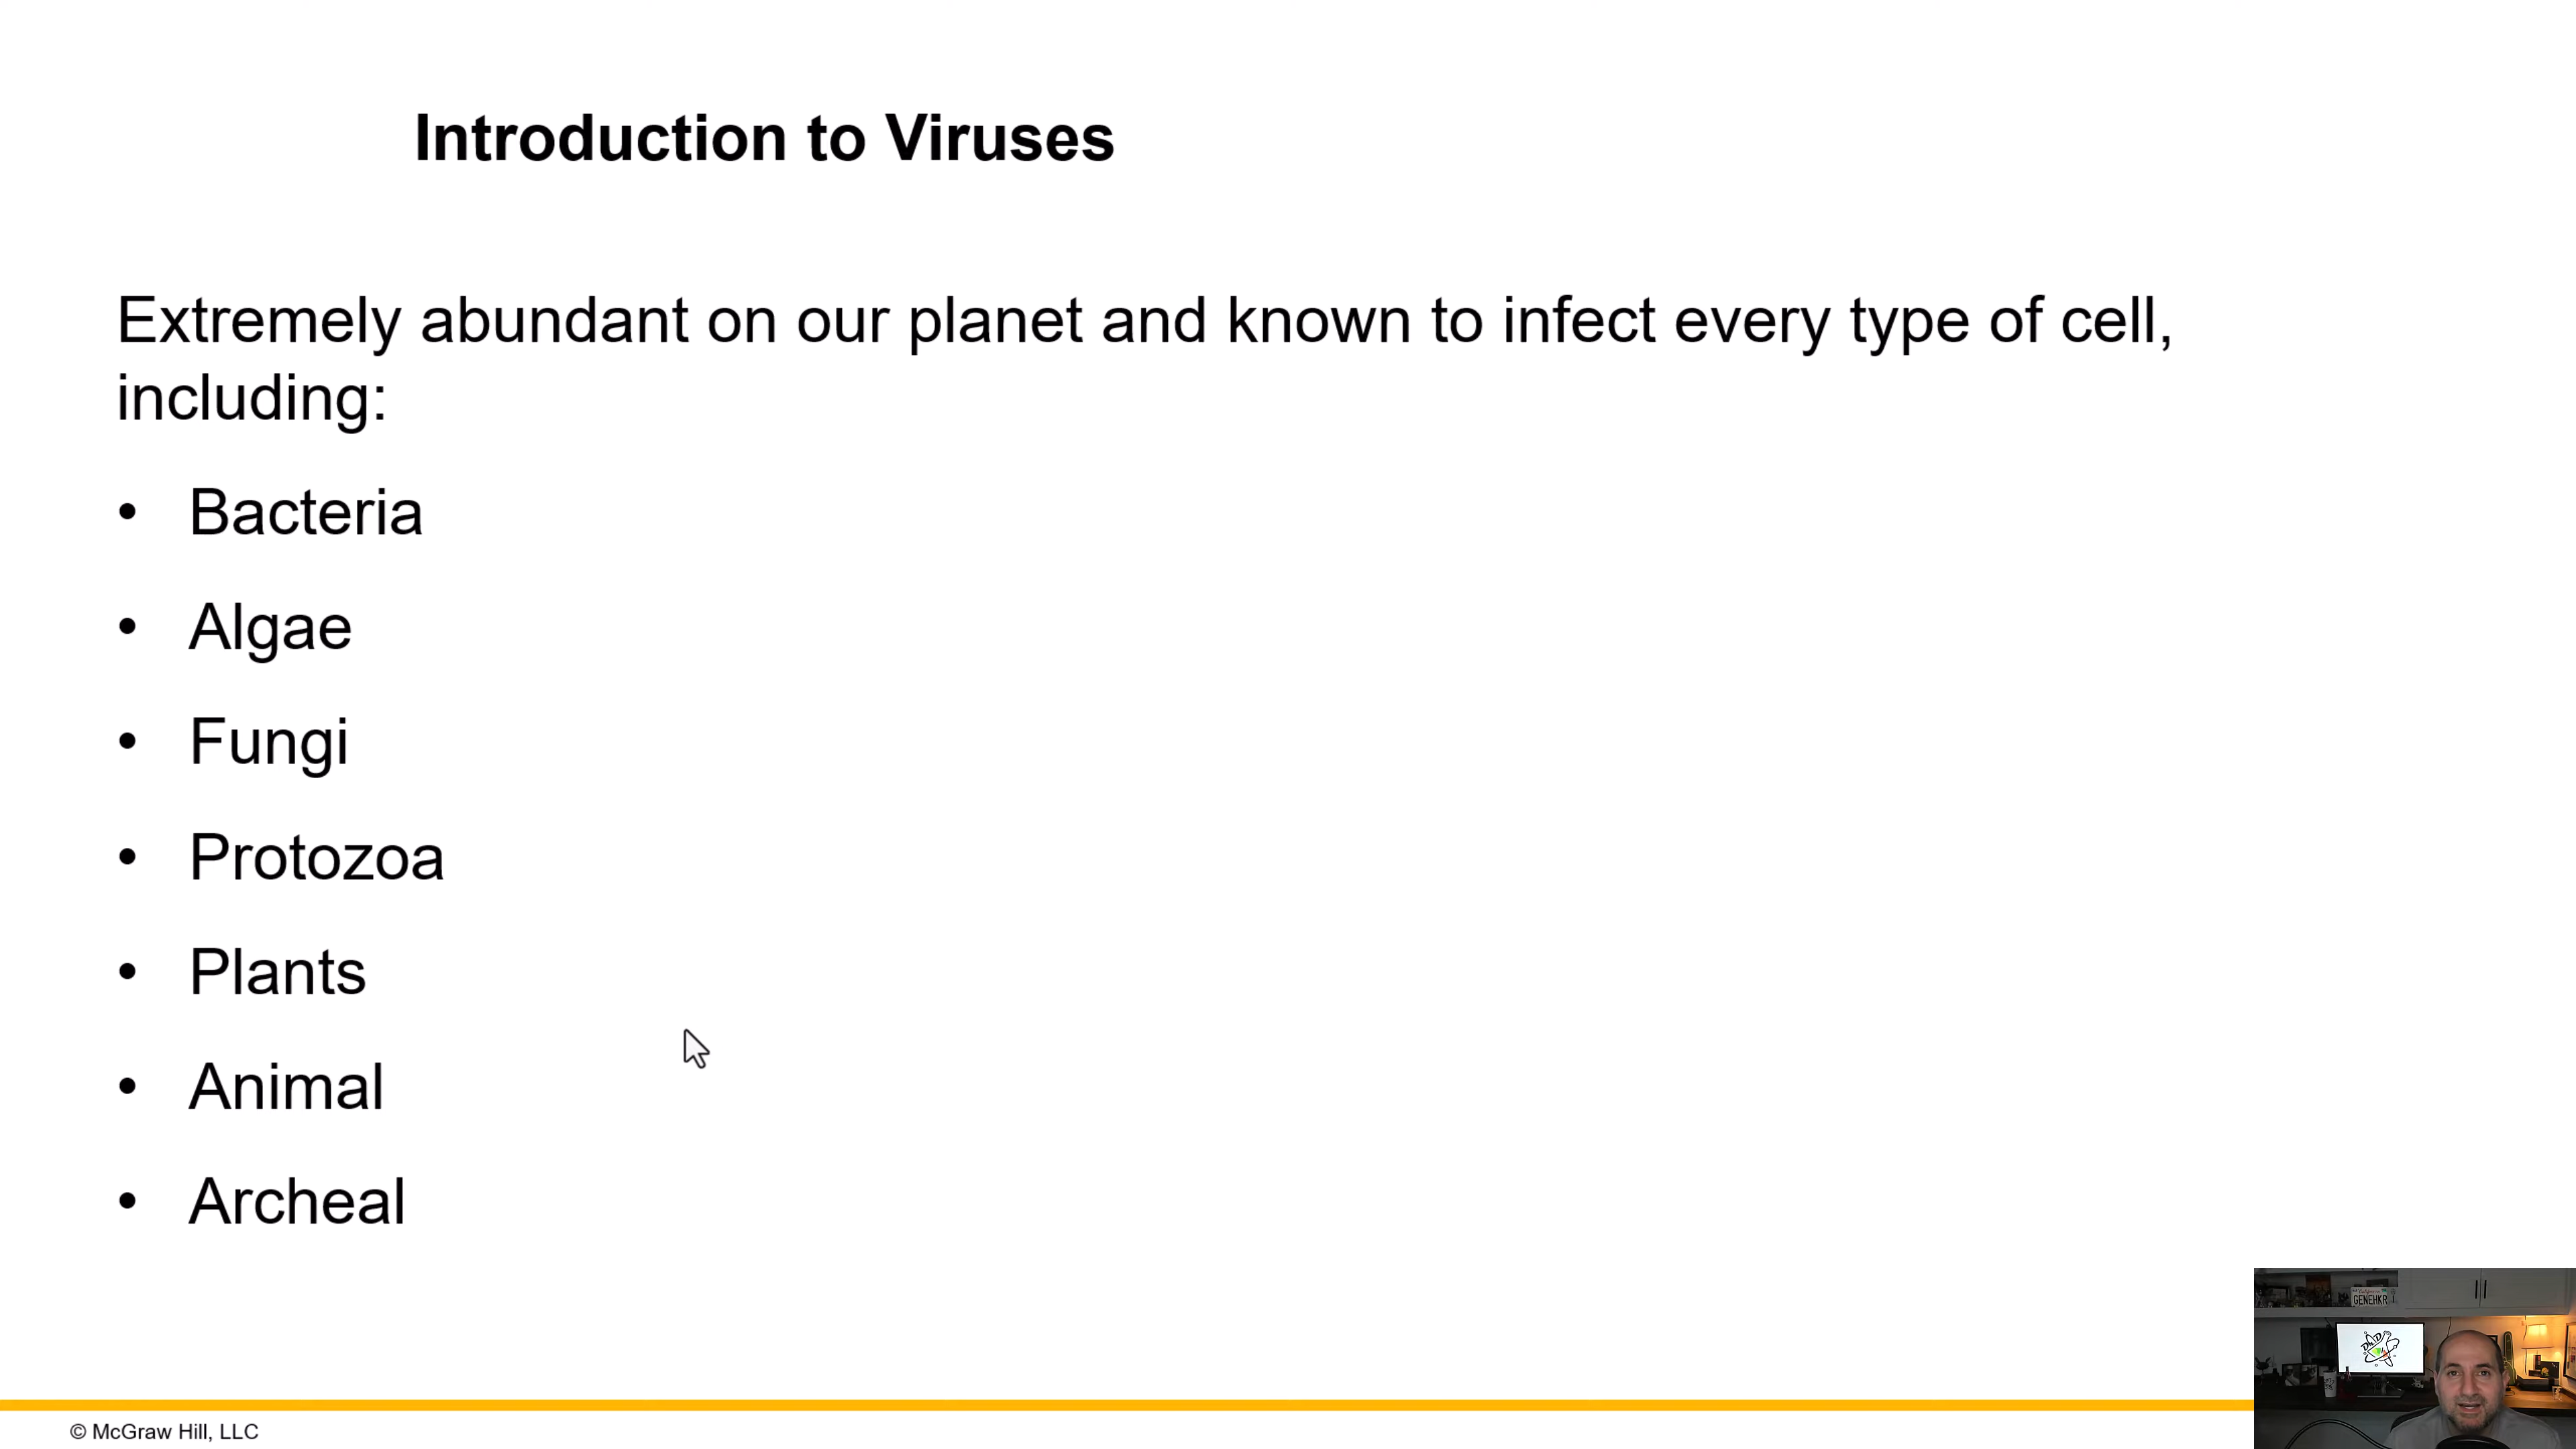 Introduction to Viruses
Extremely abundant on our planet and known to infect every type of cell,
including:
• Bacteria
• Algae
• Fungi
• Protozoa
• Plants
• Animal
• Archeal
© McGraw Hill, LLC
GENEHKR